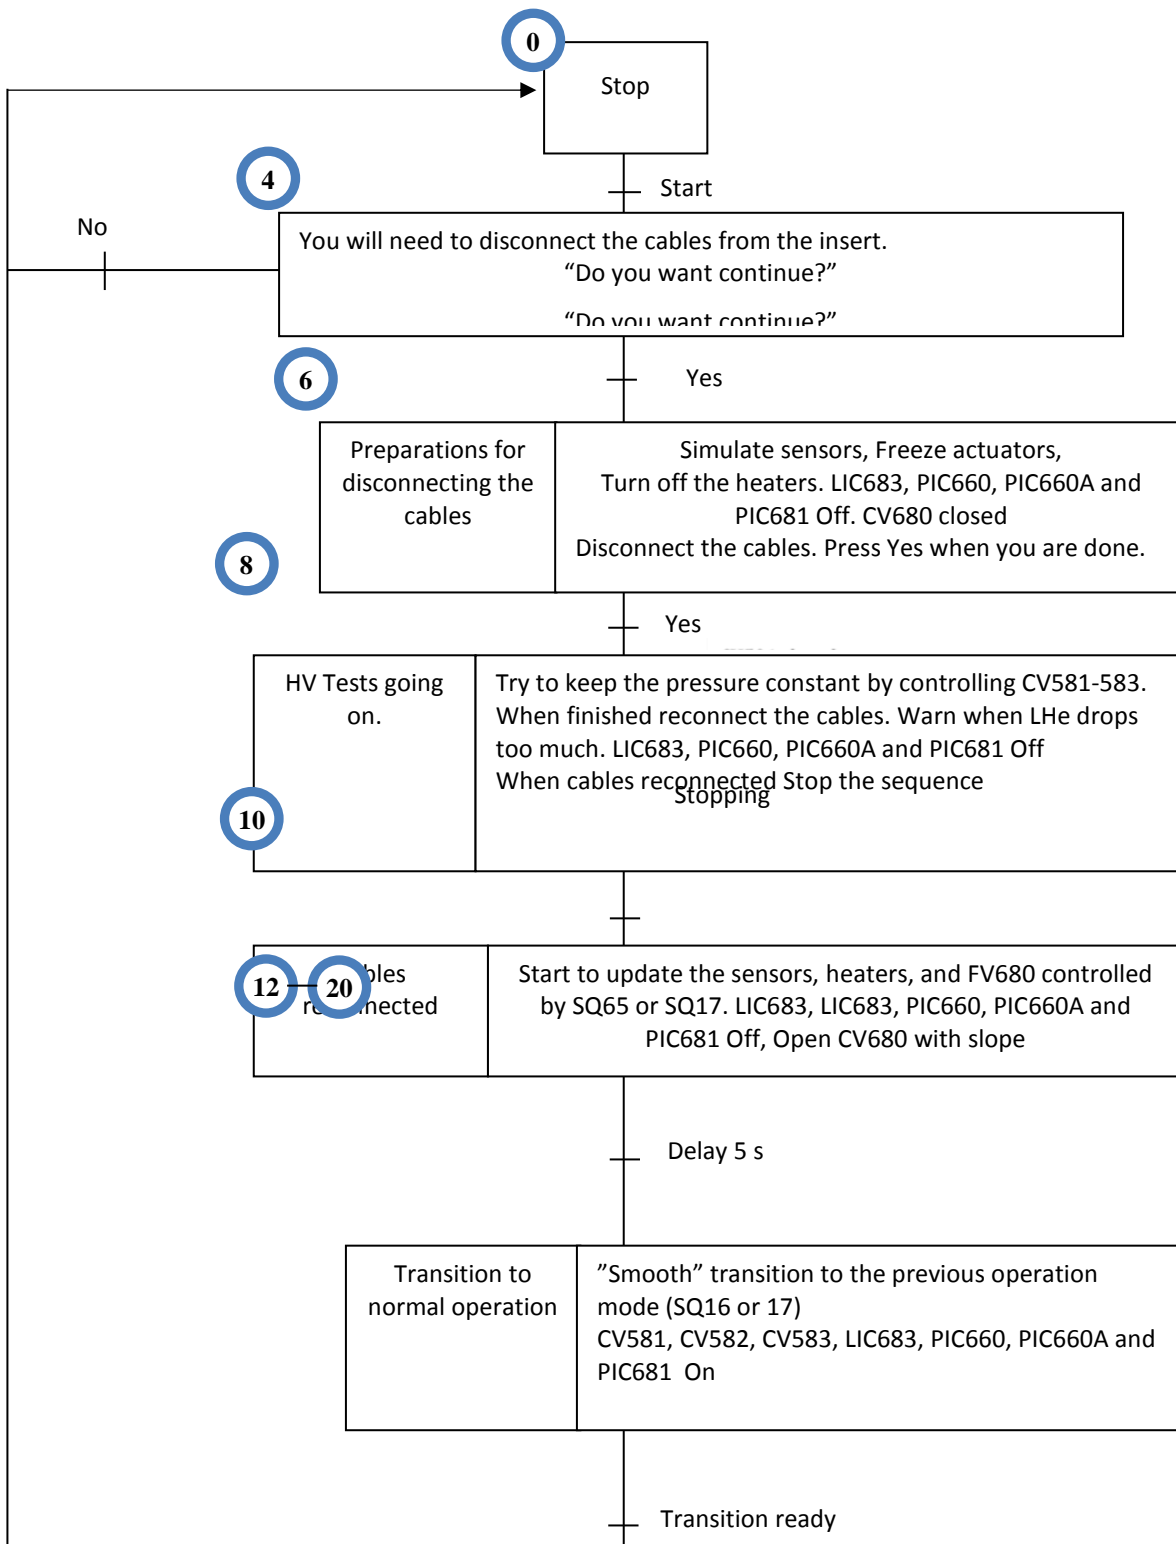 0
Stop
4
Start
No
You will need to disconnect the cables from the insert.
“Do you want continue?”
“Do you want continue?”
6
Yes
Preparations for
disconnecting the
cables
Simulate sensors, Freeze actuators,
Turn off the heaters. LIC683, PIC660, PIC660A and
PIC681 Off. CV680 closed
Disconnect the cables. Press Yes when you are done.
8
Yes
HV Tests going
on.
Try to keep the pressure constant by controlling CV581-583.
When finished reconnect the cables. Warn when LHe drops
too much. LIC683, PIC660, PIC660A and PIC681 Off
When cables reconnected Stop the sequence
Stopping
10
12
20
Start to update the sensors, heaters, and FV680 controlled
by SQ65 or SQ17. LIC683, LIC683, PIC660, PIC660A and
PIC681 Off, Open CV680 with slope
Delay 5 s
Transition to
normal operation
”Smooth” transition to the previous operation
mode (SQ16 or 17)
CV581, CV582, CV583, LIC683, PIC660, PIC660A and
PIC681 On
Transition ready